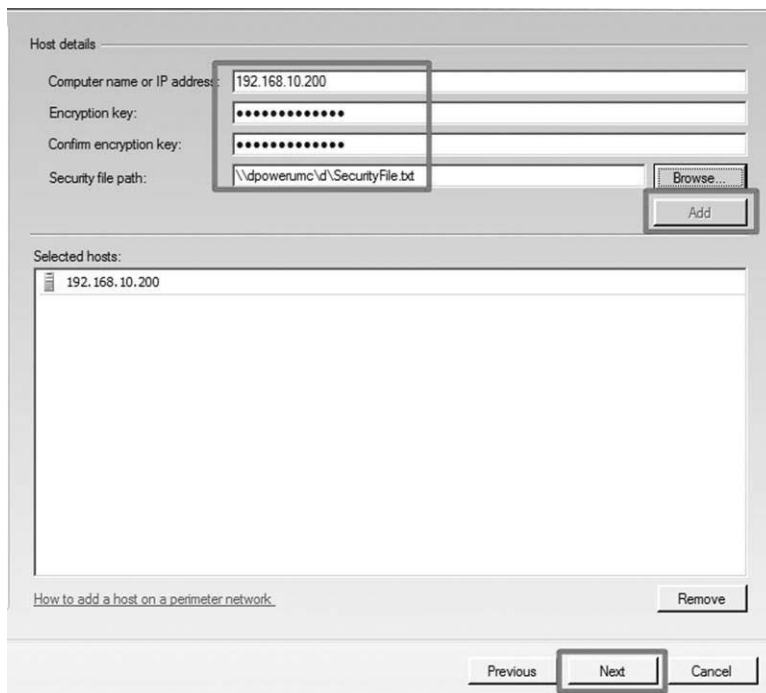 Host details
Computer name or IP address: 192.168.10.200
Encryption key: •••••••••••••
Confirm encryption key: •••••••••••••
Security file path: \\dpowerumc\d\SecurityFile.txt Browse...
Add
Selected hosts:
192.168.10.200
How to add a host on a perimeter network
Remove
Previous Next Cancel